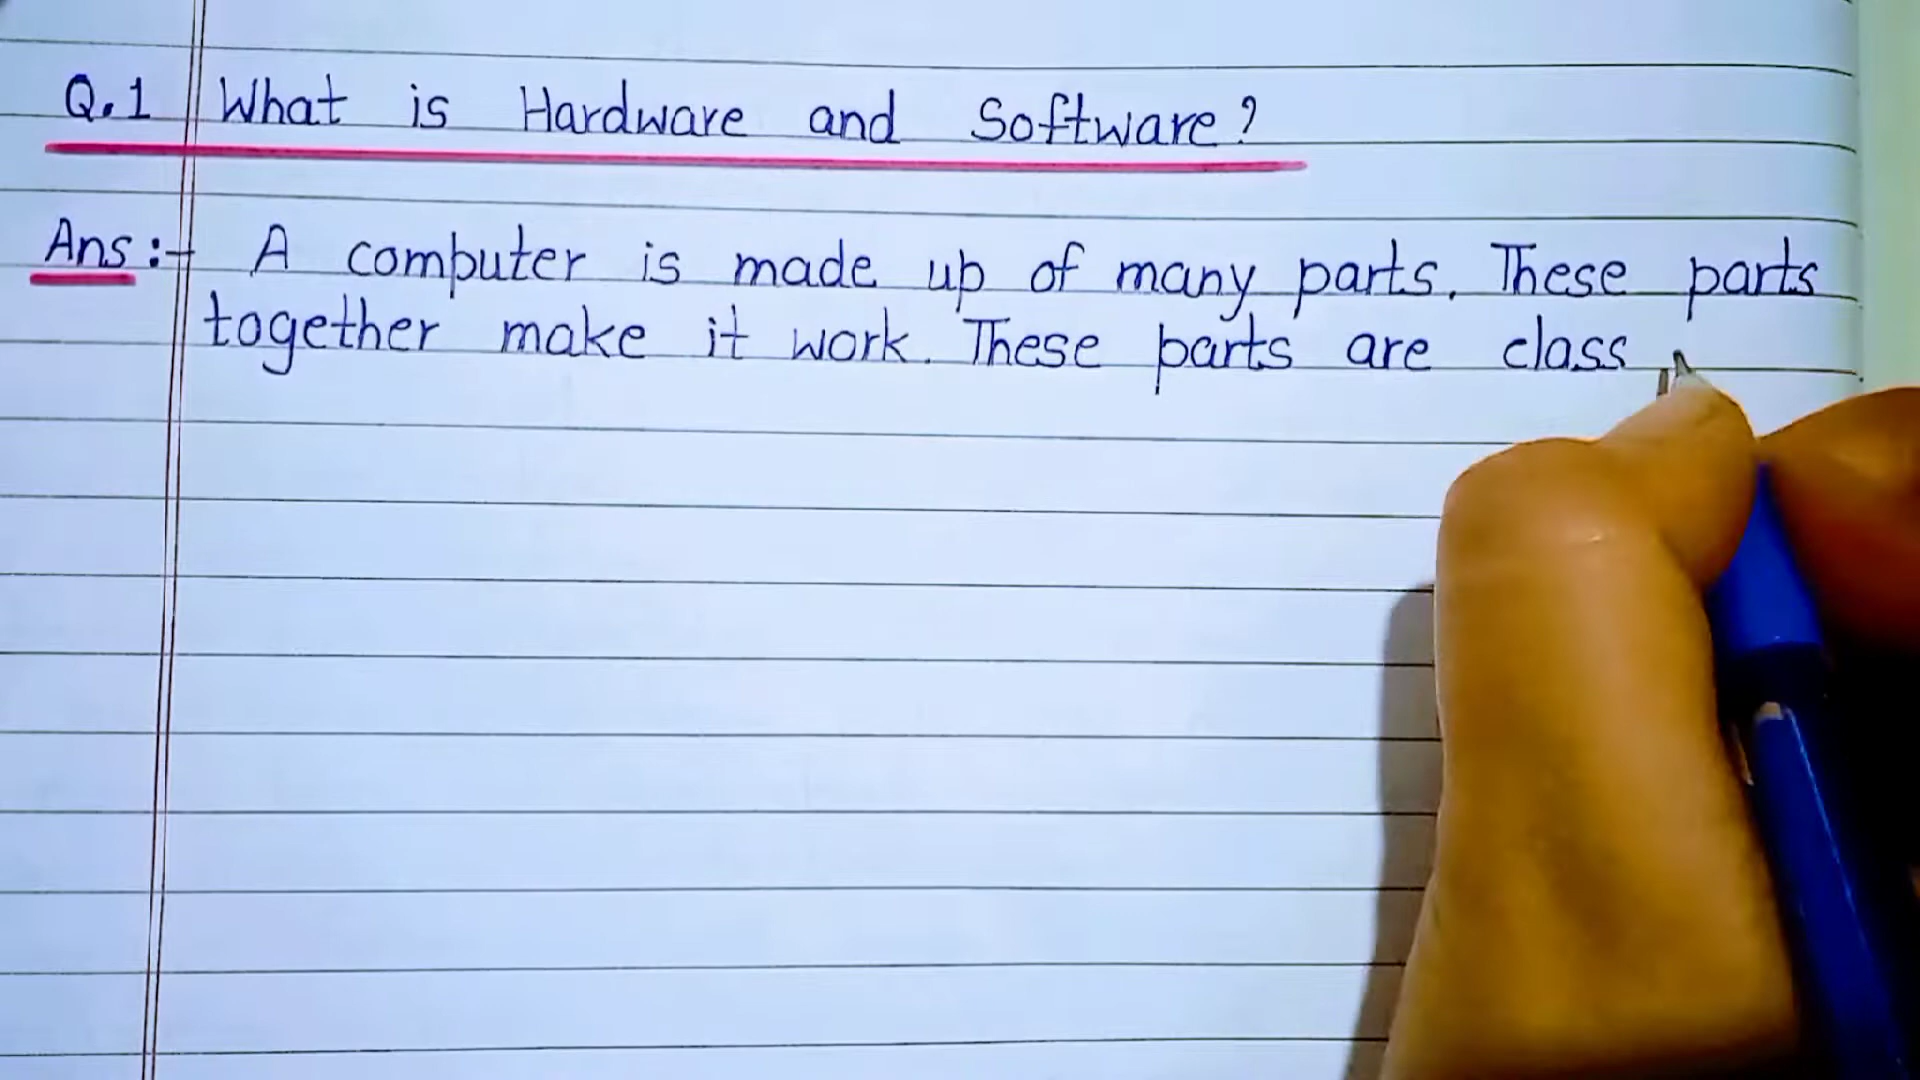 Q.1 What is Hardware and Software?
Ans:- A computer is made up of many parts. These parts
together make it work. These parts are class